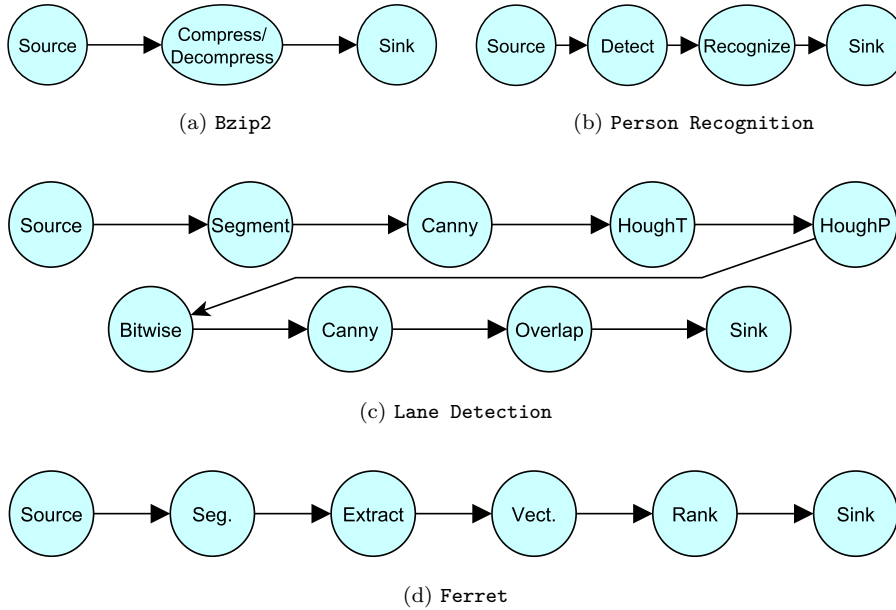 Source
Compress/
Decompress
Sink
(a) Bzip2
Source
Detect
Recognize
Sink
(b) Person Recognition
Source
Segment
Canny
HoughT
HoughP
Bitwise
Canny
Overlap
Sink
(c) Lane Detection
Source
Seg.
Extract
Vect.
Rank
Sink
(d) Ferret